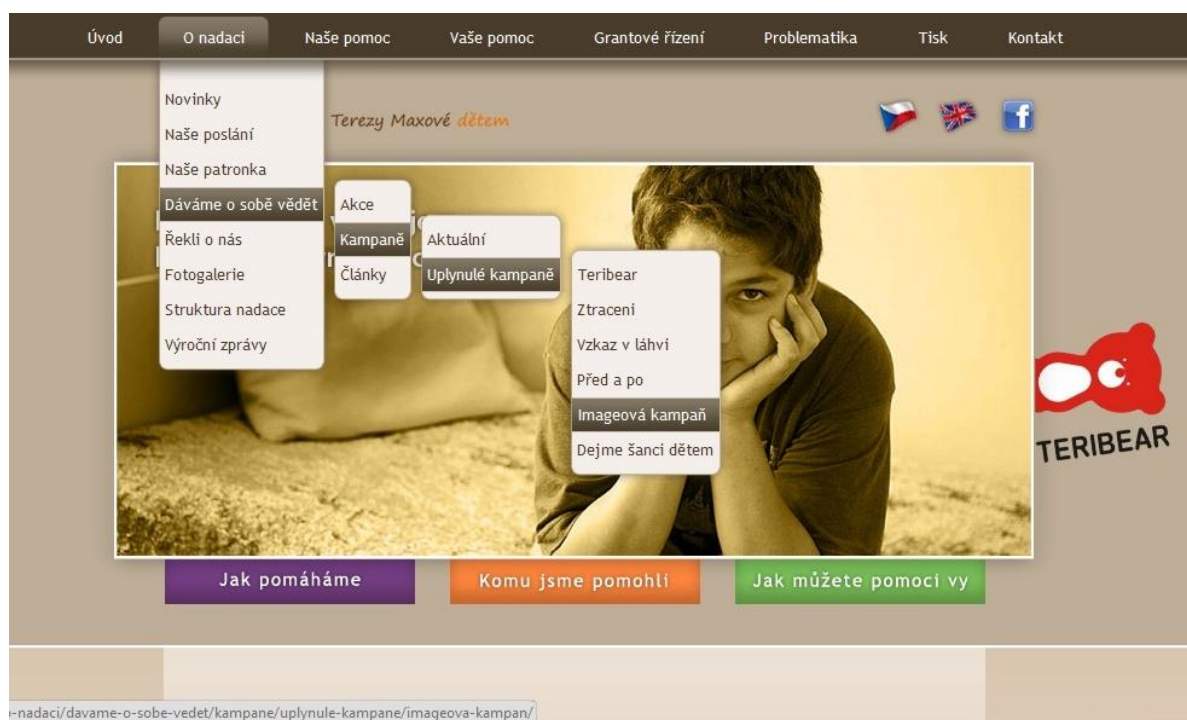 Úvod O nadaci Naše pomoc Vaše pomoc Grantové řízení Problematika Tisk Kontakt
Terezy Maxové dětem
Novinky
Naše poslání
Naše patronka
Dáváme o sobě vědět
Řekli o nás
Fotogalerie
Struktura nadace
Výroční zprávy
Akce
Kampaně
Články
Aktuální
Uplynulé kampaně
Teribear
Ztraceni
Vzkaz v láhvi
Před a po
Imageová kampaň
Dejme šanci dětem
TERIBEAR
Jak pomáháme
Komu jsme pomohli
Jak můžete pomoci vy
-nadaci/davame-o-sobe-vedet/kampane/uplynule-kampane/imageova-kampan/